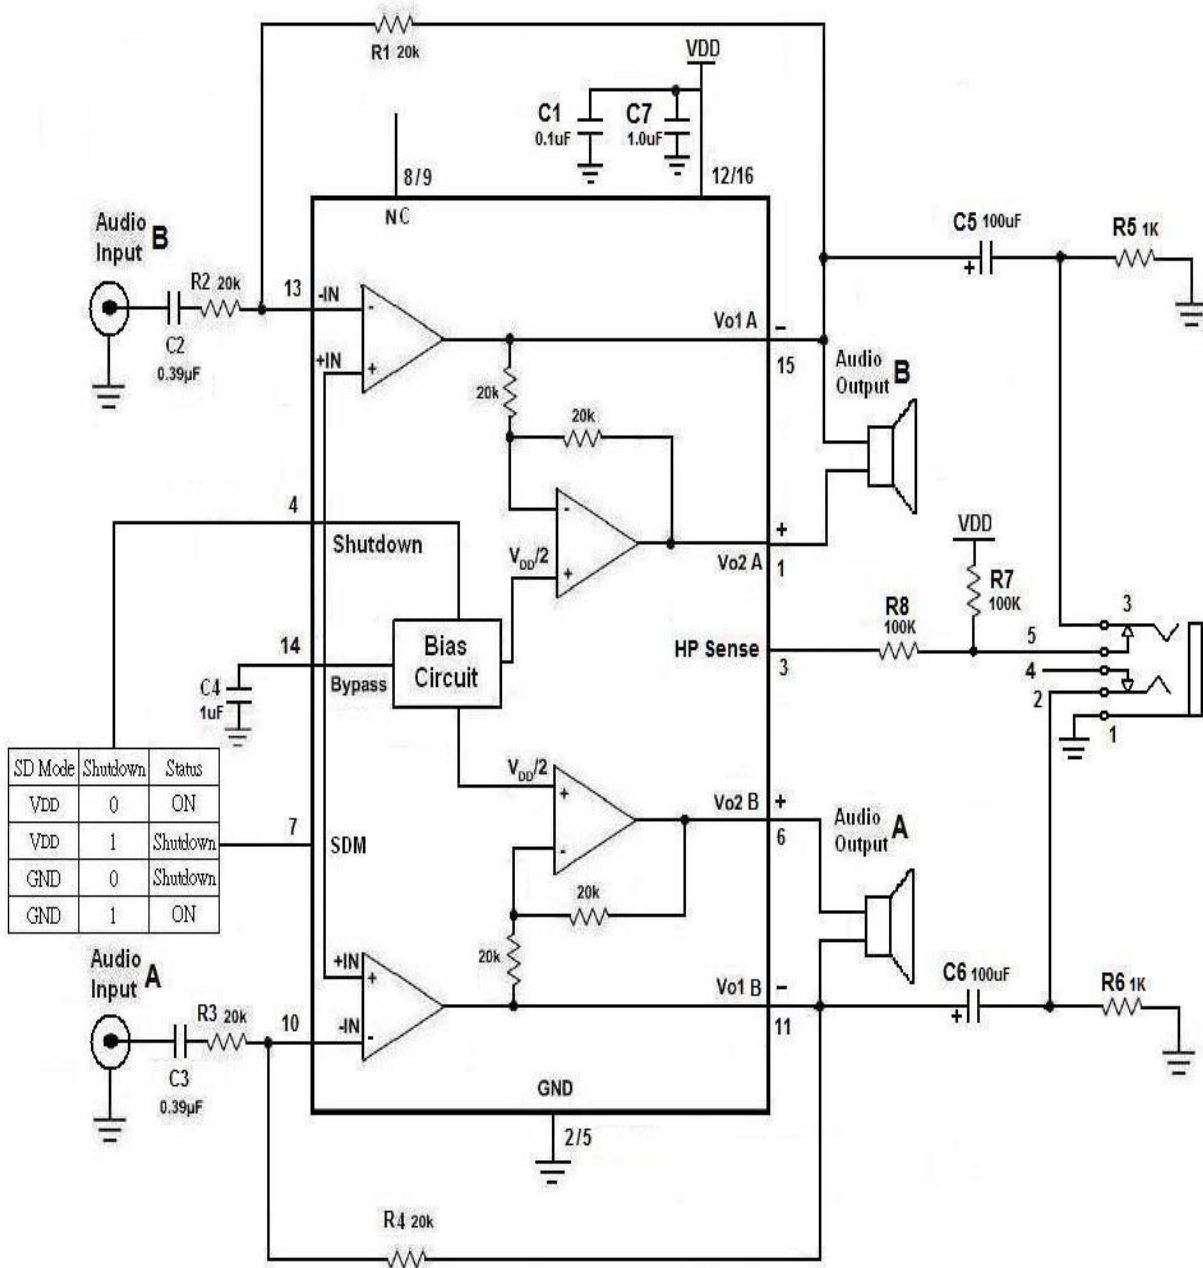 R1 20k
VDD
C1
0.1uF
C7
1.0uF
8/9
12/16
NC
Audio
Input B
C5 100uF
+
R5 1K
R2 20k
13
-IN
-
C2
0.39µF
+IN
+
Vo1 A
-
15
20k
Audio
Output B
20k
4
Shutdown
-
VDD/2
+
+
Vo2 A
1
VDD
R7
100K
R8
100K
3
14
Bias
Circuit
HP Sense
3
5
Bypass
4
C4
1uF
2
1
SD Mode Shutdown Status
VDD 0 ON
VDD 1 Shutdown
GND 0 Shutdown
GND 1 ON
VDD/2
+
Vo2 B
+
6
7
SDM
-
Audio
Output A
20k
20k
Audio
Input A
+IN
+
Vo1 B
-
11
C6 100uF
+
R6 1K
R3 20k
10
-IN
-
C3
0.39µF
GND
2/5
R4 20k